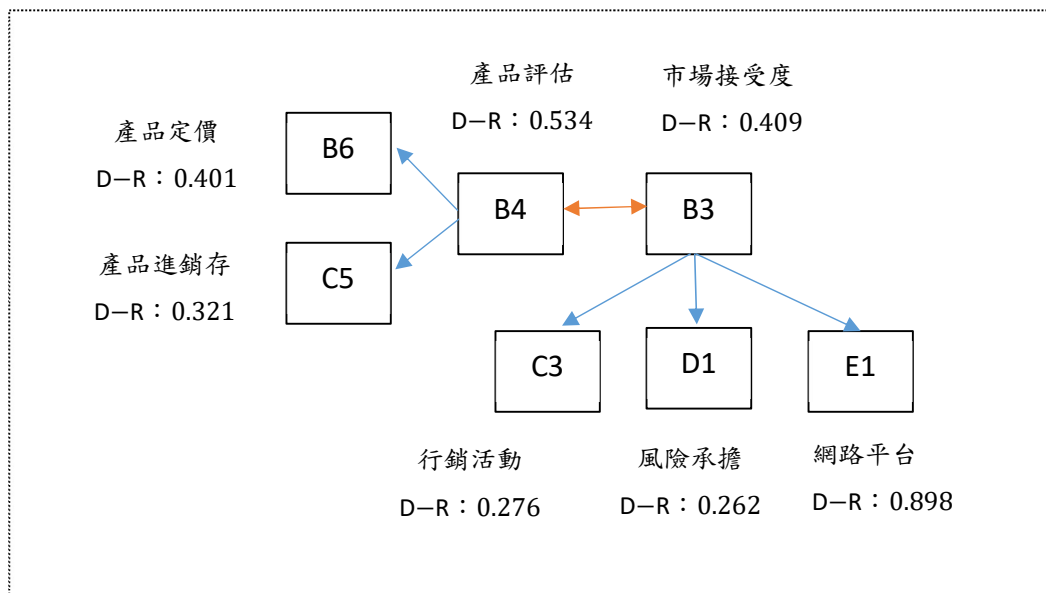 產品評估
D–R：0.534
市場接受度
D–R：0.409
產品定價
D–R：0.401
B6
B4
B3
產品進銷存
D–R：0.321
C5
C3
D1
E1
行銷活動
D–R：0.276
風險承擔
D–R：0.262
網路平台
D–R：0.898